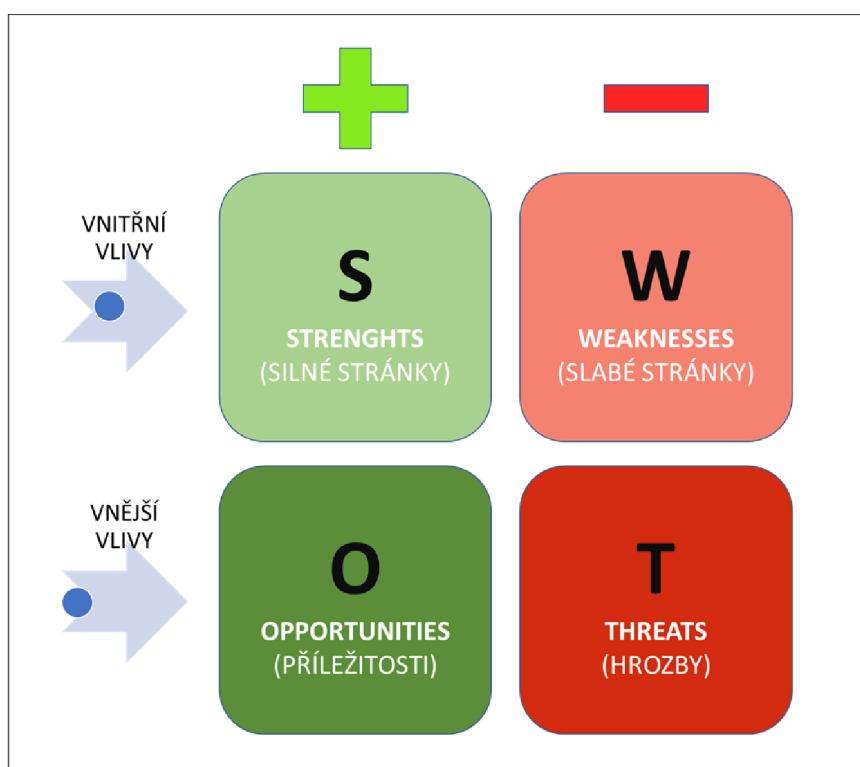 VNITŘNÍ
VLIVY
S
STRENGHTS
(SILNÉ STRÁNKY)
W
WEAKNESSES
(SLABÉ STRÁNKY)
VNĚJŠÍ
VLIVY
O
OPPORTUNITIES
(PŘÍLEŽITOSTI)
T
THREATS
(HROZBY)